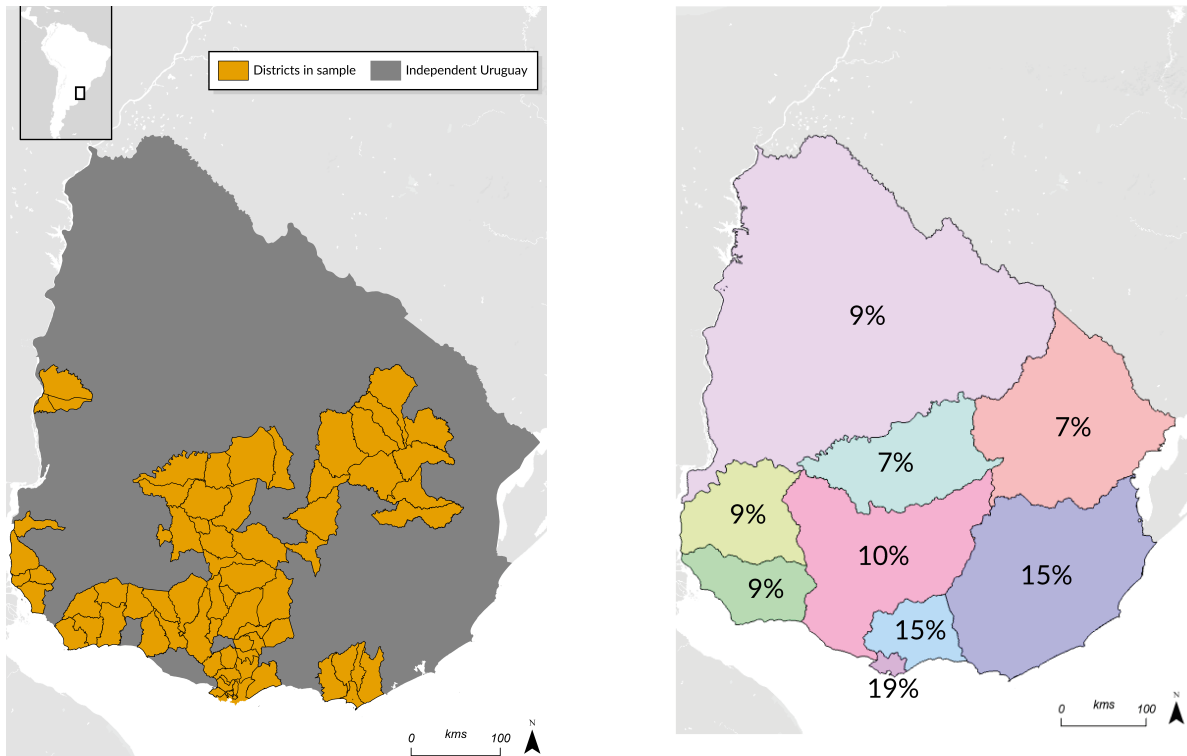 Districts in sample
Independent Uruguay
0
kms
100
N
9%
7%
7%
9%
10%
9%
15%
15%
19%
0
kms
100
N